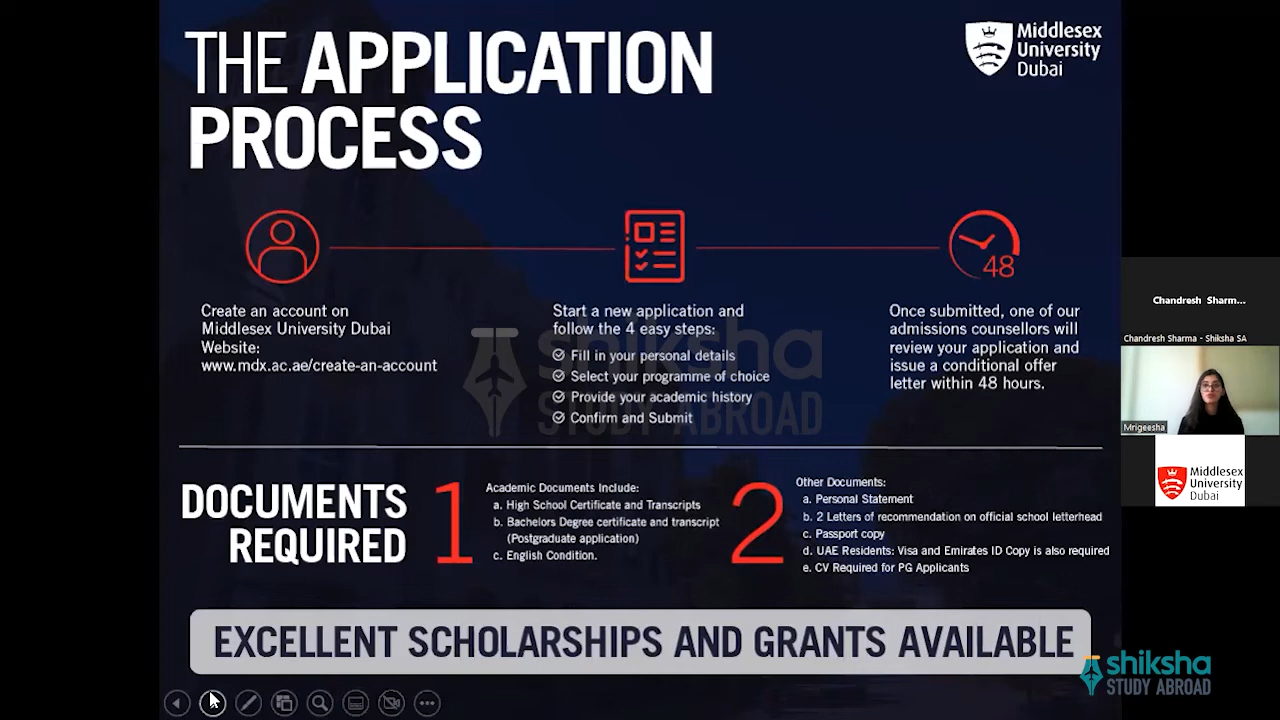 THE APPLICATION
PROCESS
Middlesex
University
Dubai
48
Create an account on
Middlesex University Dubai
Website:
www.mdx.ac.ae/create-an-account
Start a new application and
follow the 4 easy steps:
Fill in your personal details
Select your programme of choice
Provide your academic history
Confirm and Submit
Once submitted, one of our
admissions counsellors will
review your application and
issue a conditional offer
letter within 48 hours.
shiksha
STUDY ABROAD
DOCUMENTS
REQUIRED
1
Academic Documents Include:
a. High School Certificate and Transcripts
b. Bachelors Degree certificate and transcript
(Postgraduate application)
c. English Condition.
2
Other Documents:
a. Personal Statement
b. 2 Letters of recommendation on official school letterhead
c. Passport copy
d. UAE Residents: Visa and Emirates ID Copy is also required
e. CV Required for PG Applicants
EXCELLENT SCHOLARSHIPS AND GRANTS AVAILABLE
Chandresh Sharm...
Chandresh Sharma - Shiksha SA
Mrigeesha
Middlesex
University
Dubai
shiksha
STUDY ABROAD